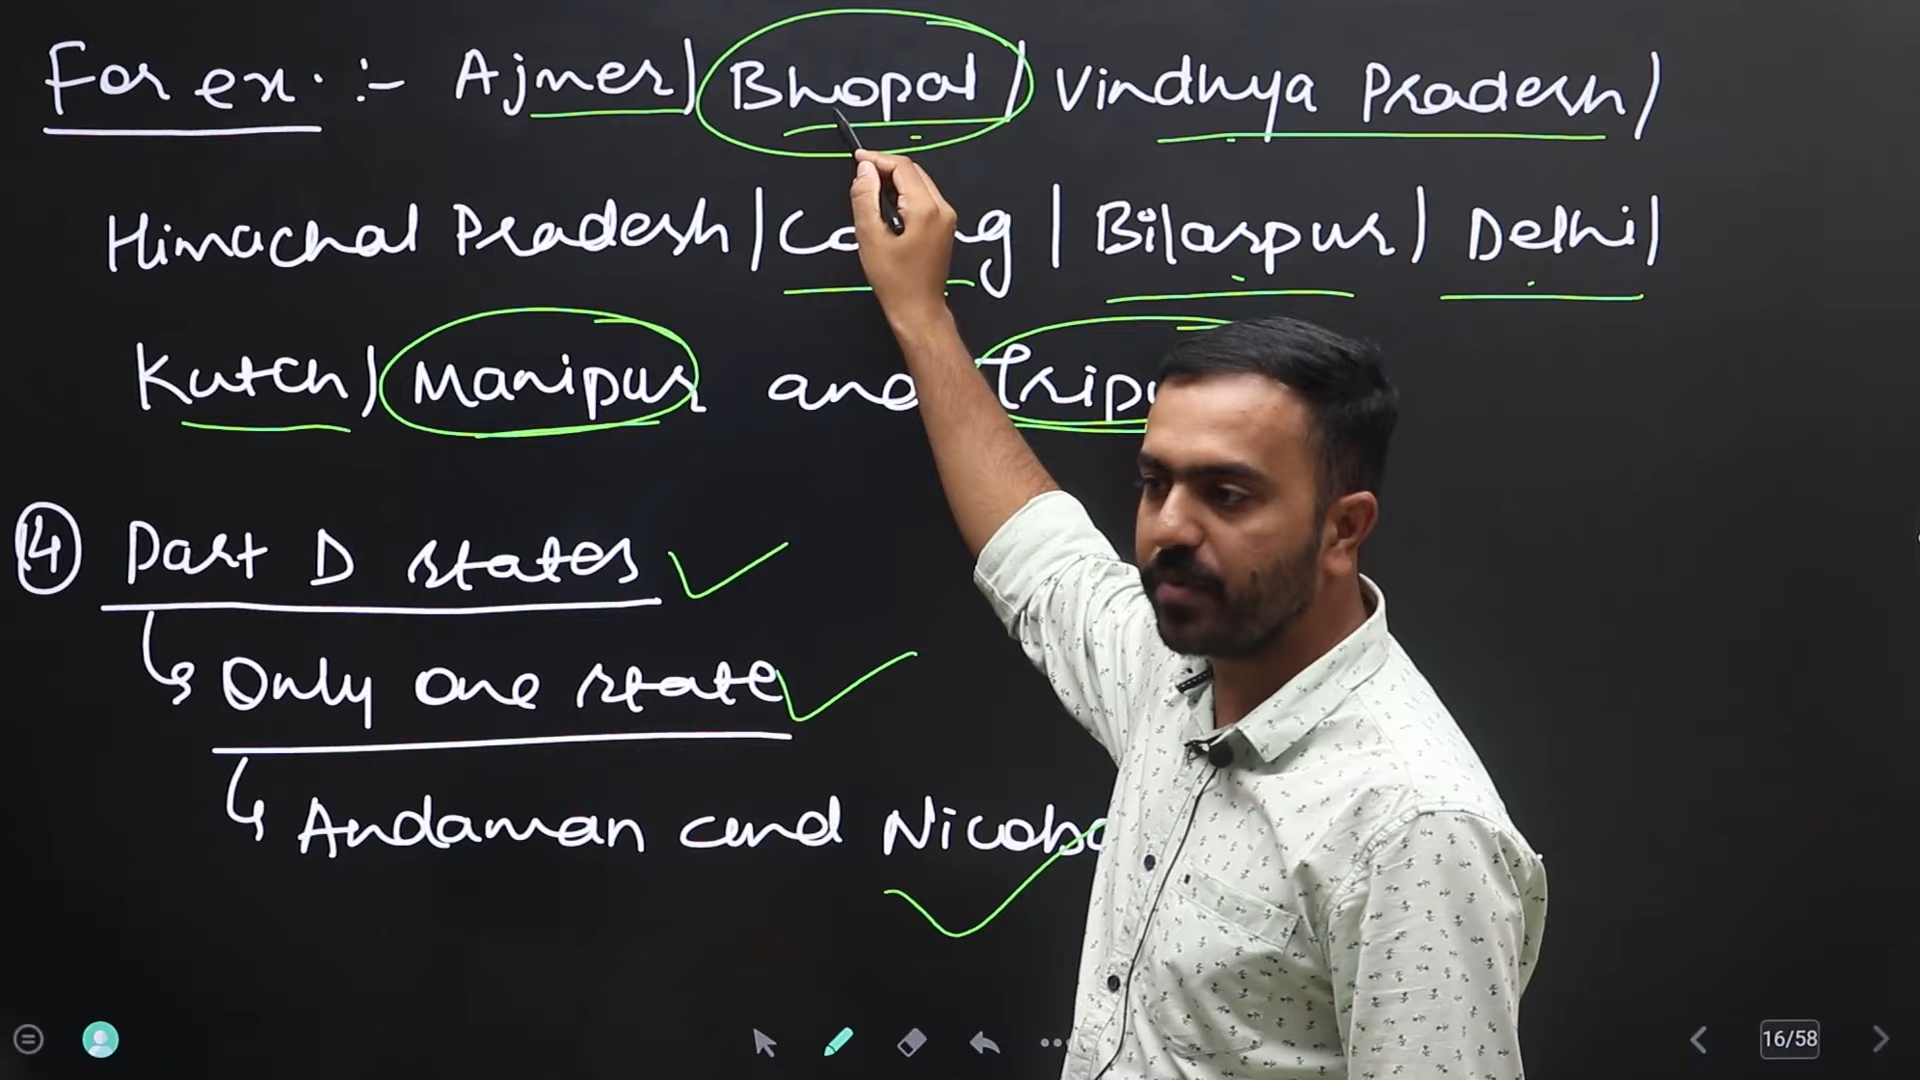 For ex. :- Ajmer / Bhopal / Vindhya Pradesh /
Himachal Pradesh / | Bilaspur / Delhi /
Kutch / Manipur and
④ Part D states
Only one state
Andaman and
16/58